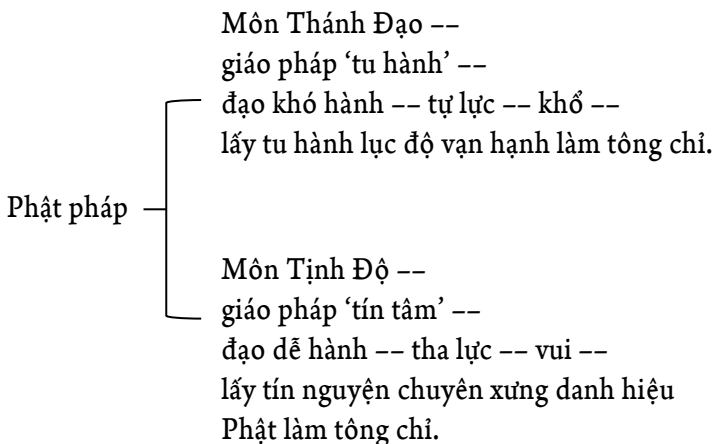 Môn Thánh Đạo --
giáo pháp ‘tu hành’ --
đạo khó hành -- tự lực -- khổ --
lấy tu hành lục độ vạn hạnh làm tông chỉ.
Phật pháp
Môn Tịnh Độ --
giáo pháp ‘tín tâm’ --
đạo dễ hành -- tha lực -- vui --
lấy tín nguyện chuyên xưng danh hiệu
Phật làm tông chỉ.